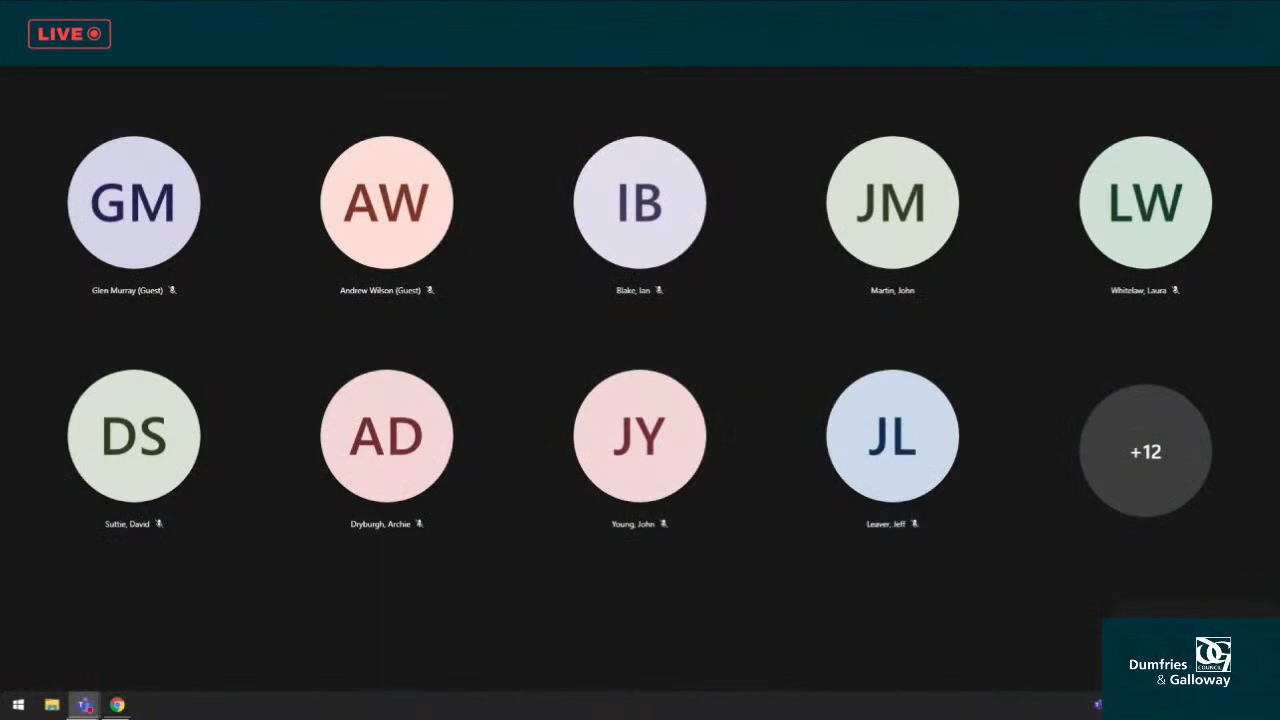 LIVE
GM
AW
IB
JM
LW
Glen Murray (Guest)
Andrew Wilson (Guest)
Blake, Ian
Martin, John
Whitelaw, Laura
DS
AD
JY
JL
+12
Suttie, David
Dryburgh, Archie
Young, John
Leaver, Jeff
Dumfries
& Galloway
COUNCIL